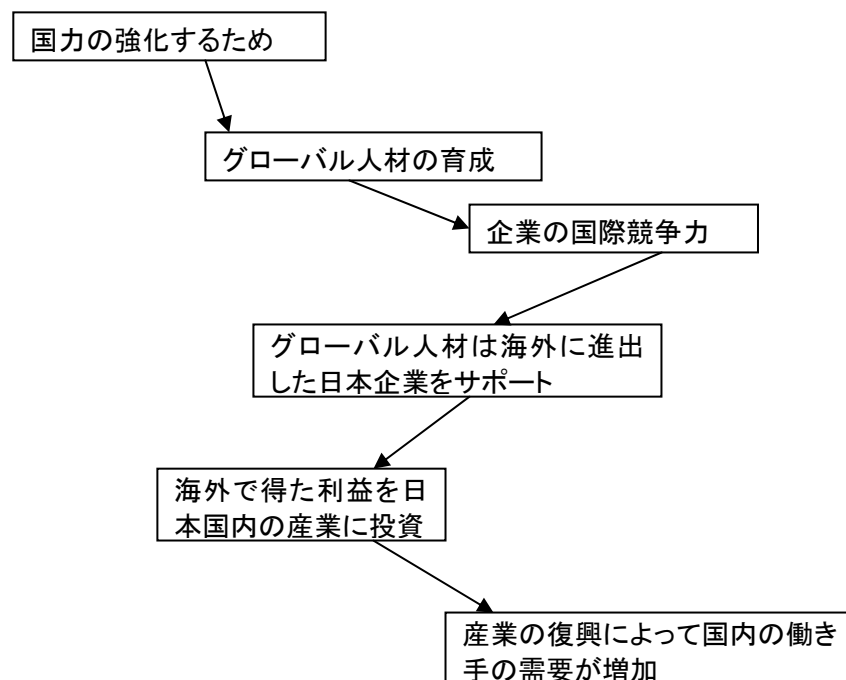 国力の強化するため
グローバル人材の育成
企業の国際競争力
グローバル人材は海外に進出
した日本企業をサポート
海外で得た利益を日
本国内の産業に投資
産業の復興によって国内の働き
手の需要が増加